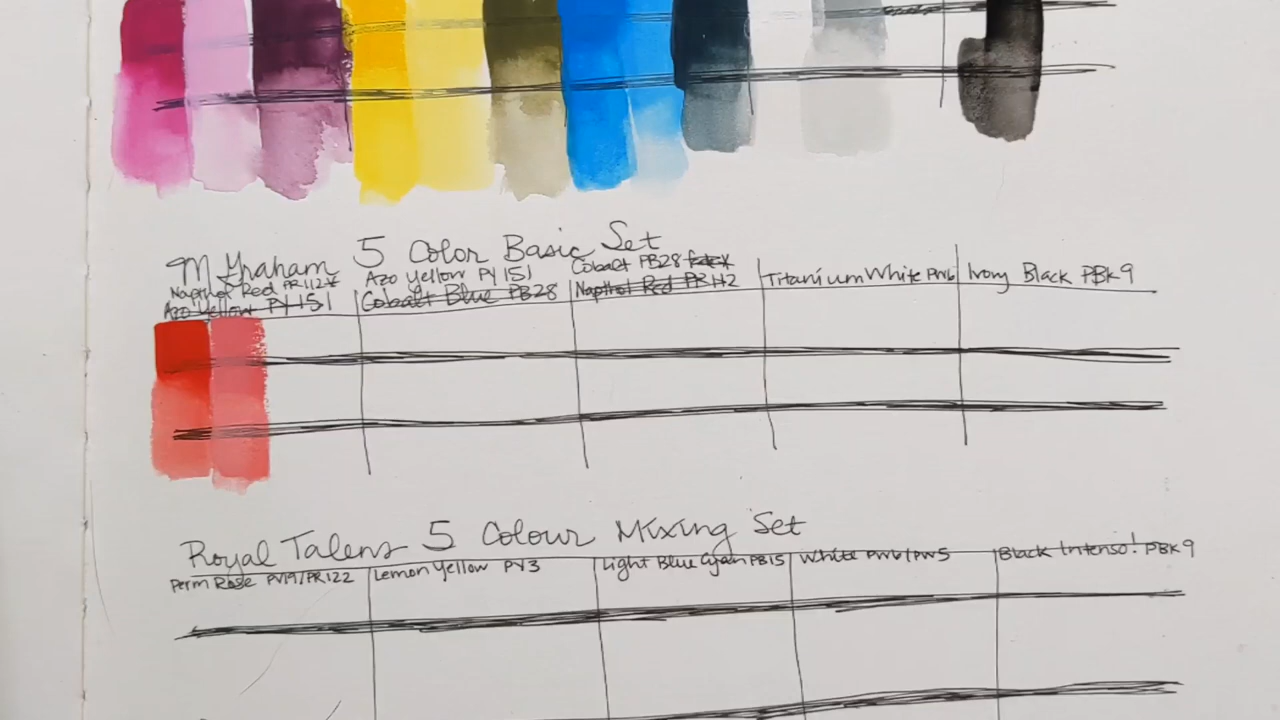 M Graham 5 Color Basic Set
Napthol Red PR112
Azo Yellow PY151
Azo Yellow PY151
Cobalt Blue PB28
Cobalt PB28
Napthol Red PR112
Titanium White PW6
Ivory Black PBk9
Royal Talens 5 Colour Mixing Set
Perm Rose PV19/PR122
Lemon Yellow PY3
Light Blue Cyan PB15
White PW6/PW5
Black Intenso! PBK9